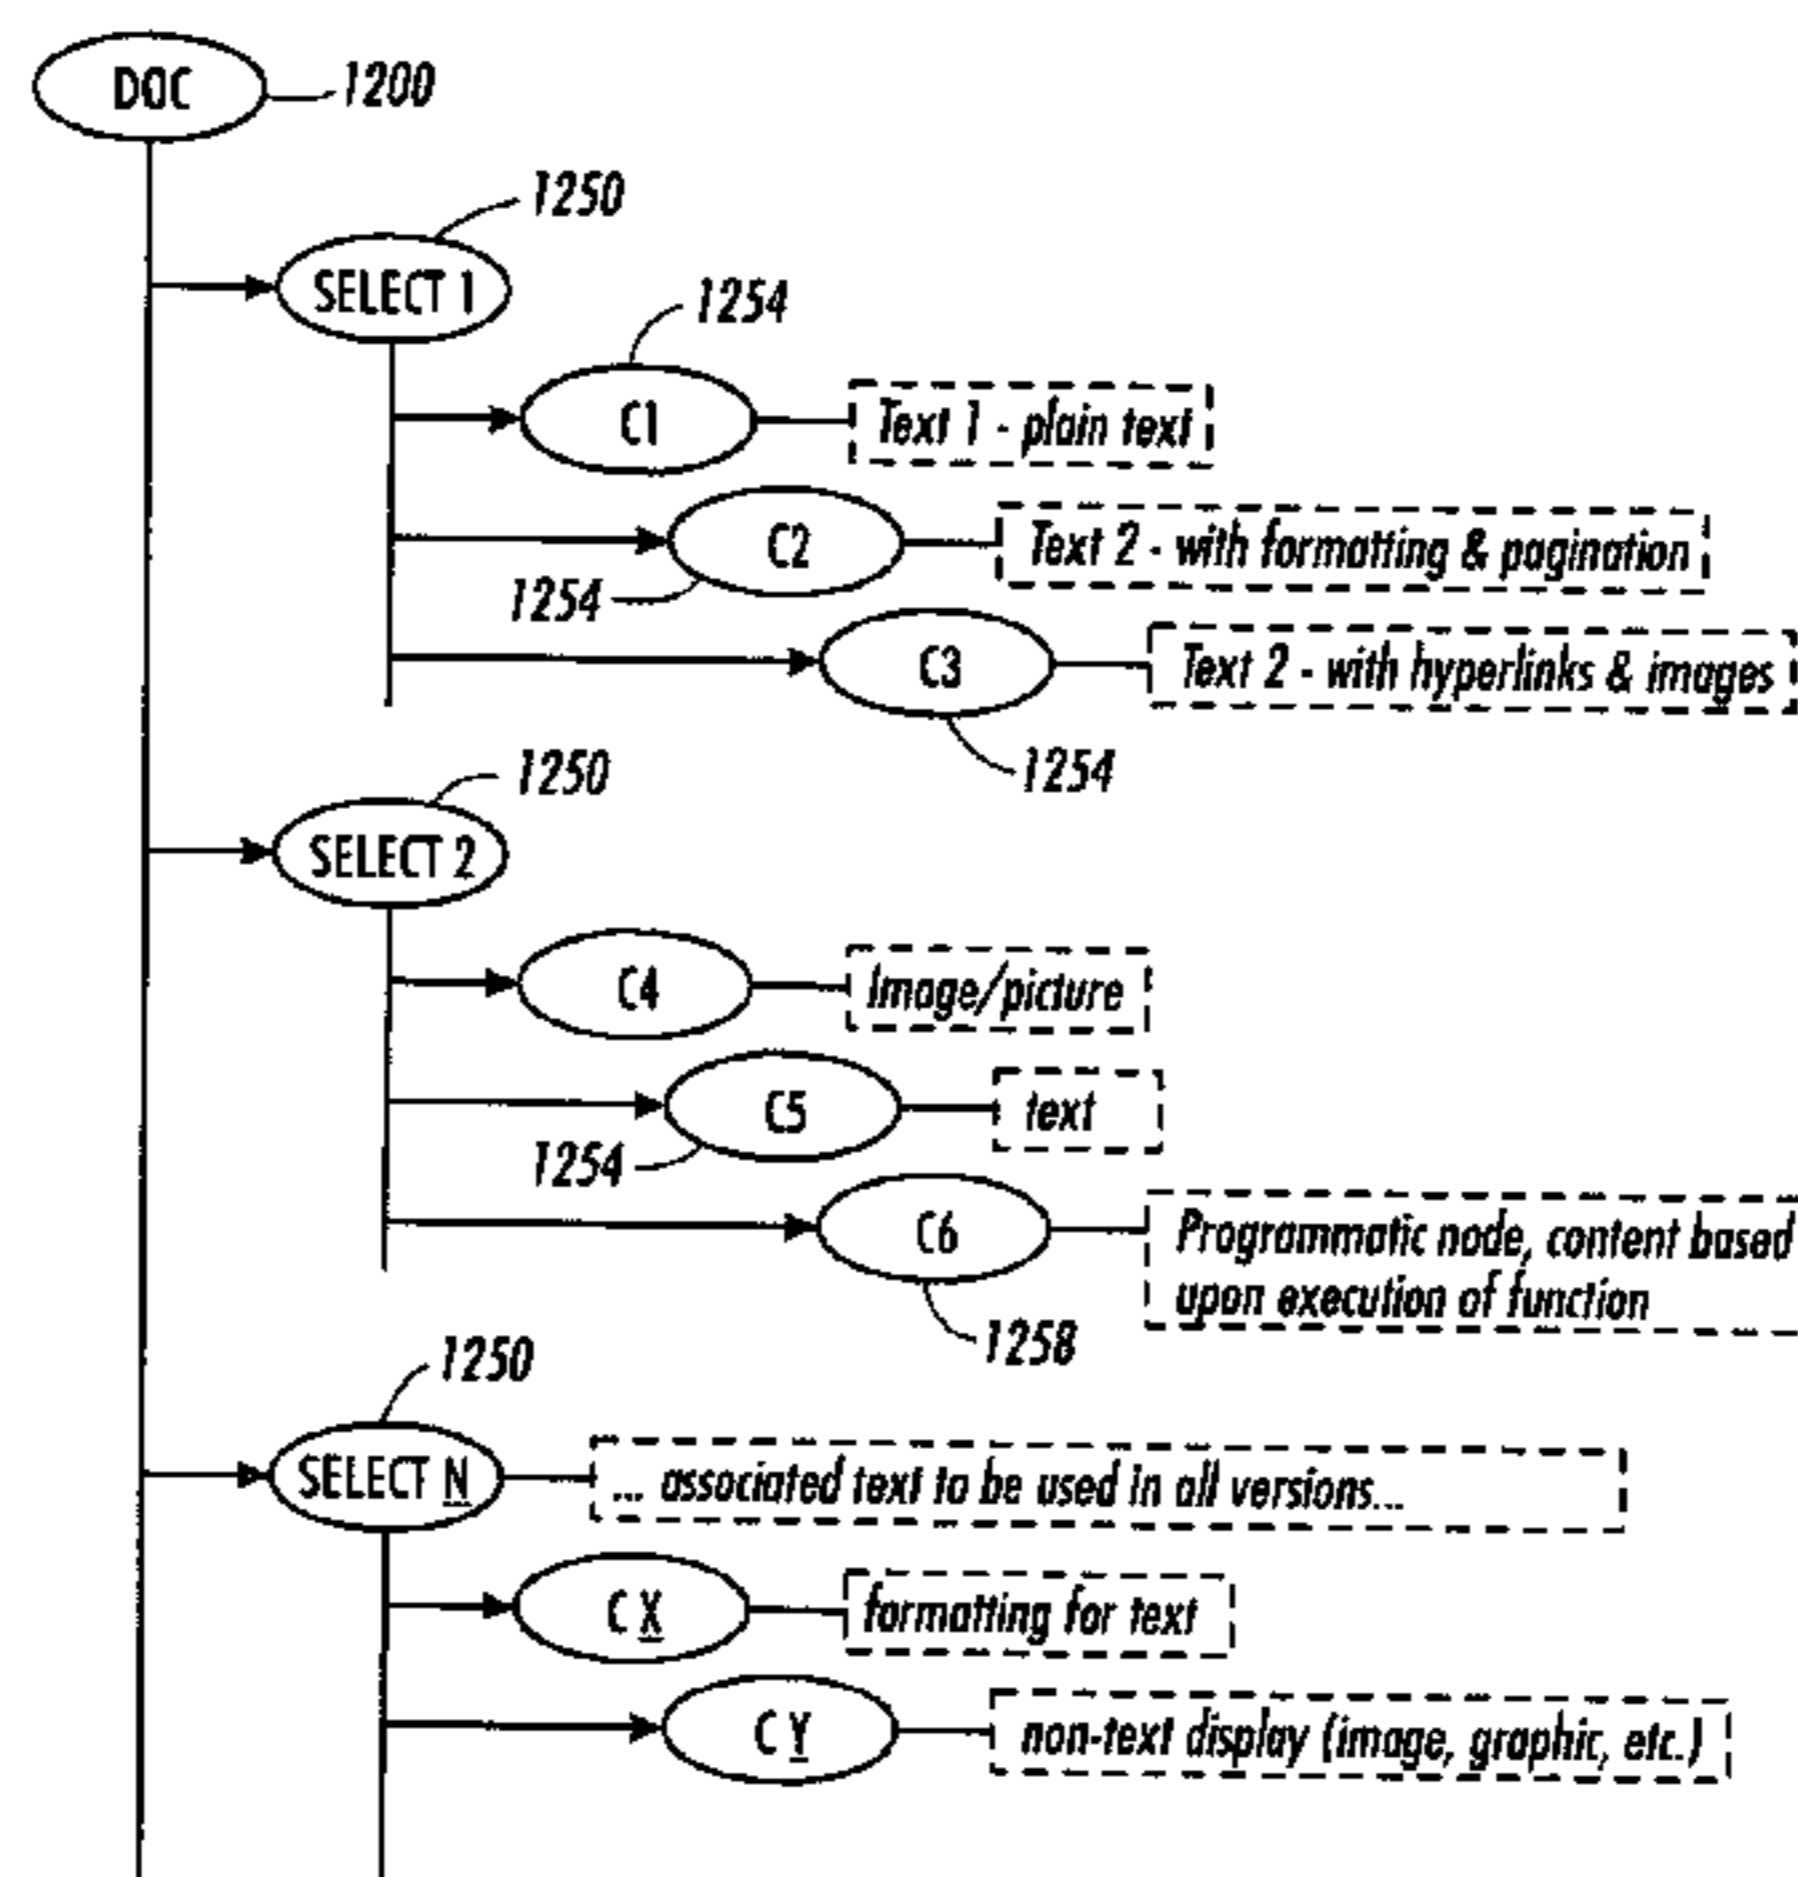 DOC
1200
1250
SELECT 1
1254
C1
Text 1 - plain text
C2
Text 2 - with formatting & pagination
1254
C3
Text 2 - with hyperlinks & images
1254
1250
SELECT 2
C4
Image/picture
C5
text
1254
C6
Programmatic node, content based
upon execution of function
1258
1250
SELECT N
... associated text to be used in all versions...
C X
formatting for text
C Y
non-text display (image, graphic, etc.)